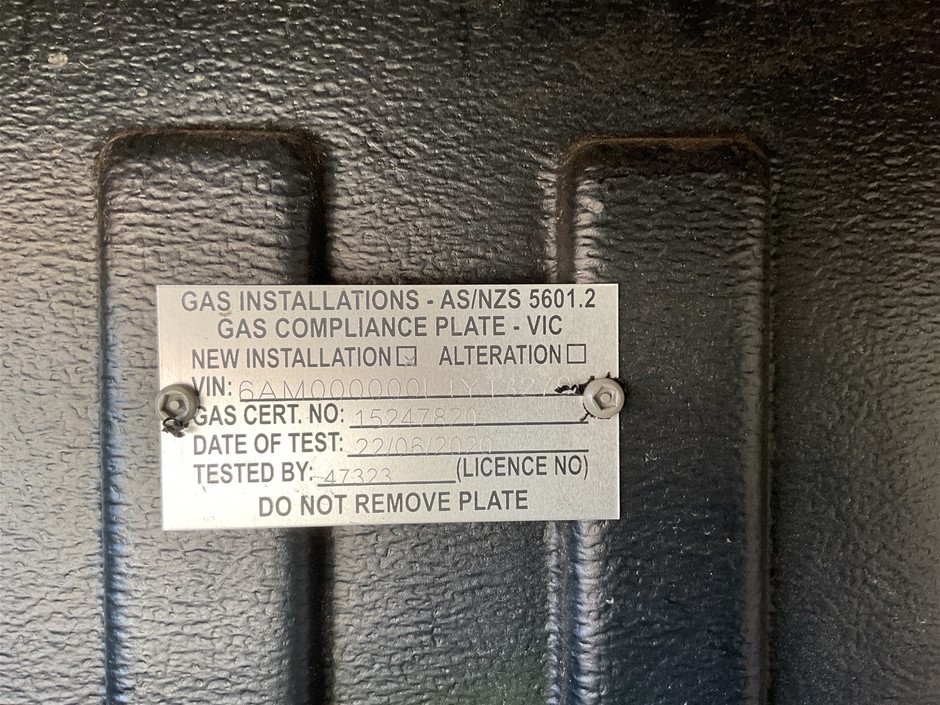 GAS INSTALLATIONS - AS/NZS 5601.2
GAS COMPLIANCE PLATE - VIC
NEW INSTALLATION ALTERATION
VIN:
GAS CERT. NO: 15247820
DATE OF TEST: 22/06/2020
TESTED BY: 47323 (LICENCE NO)
DO NOT REMOVE PLATE